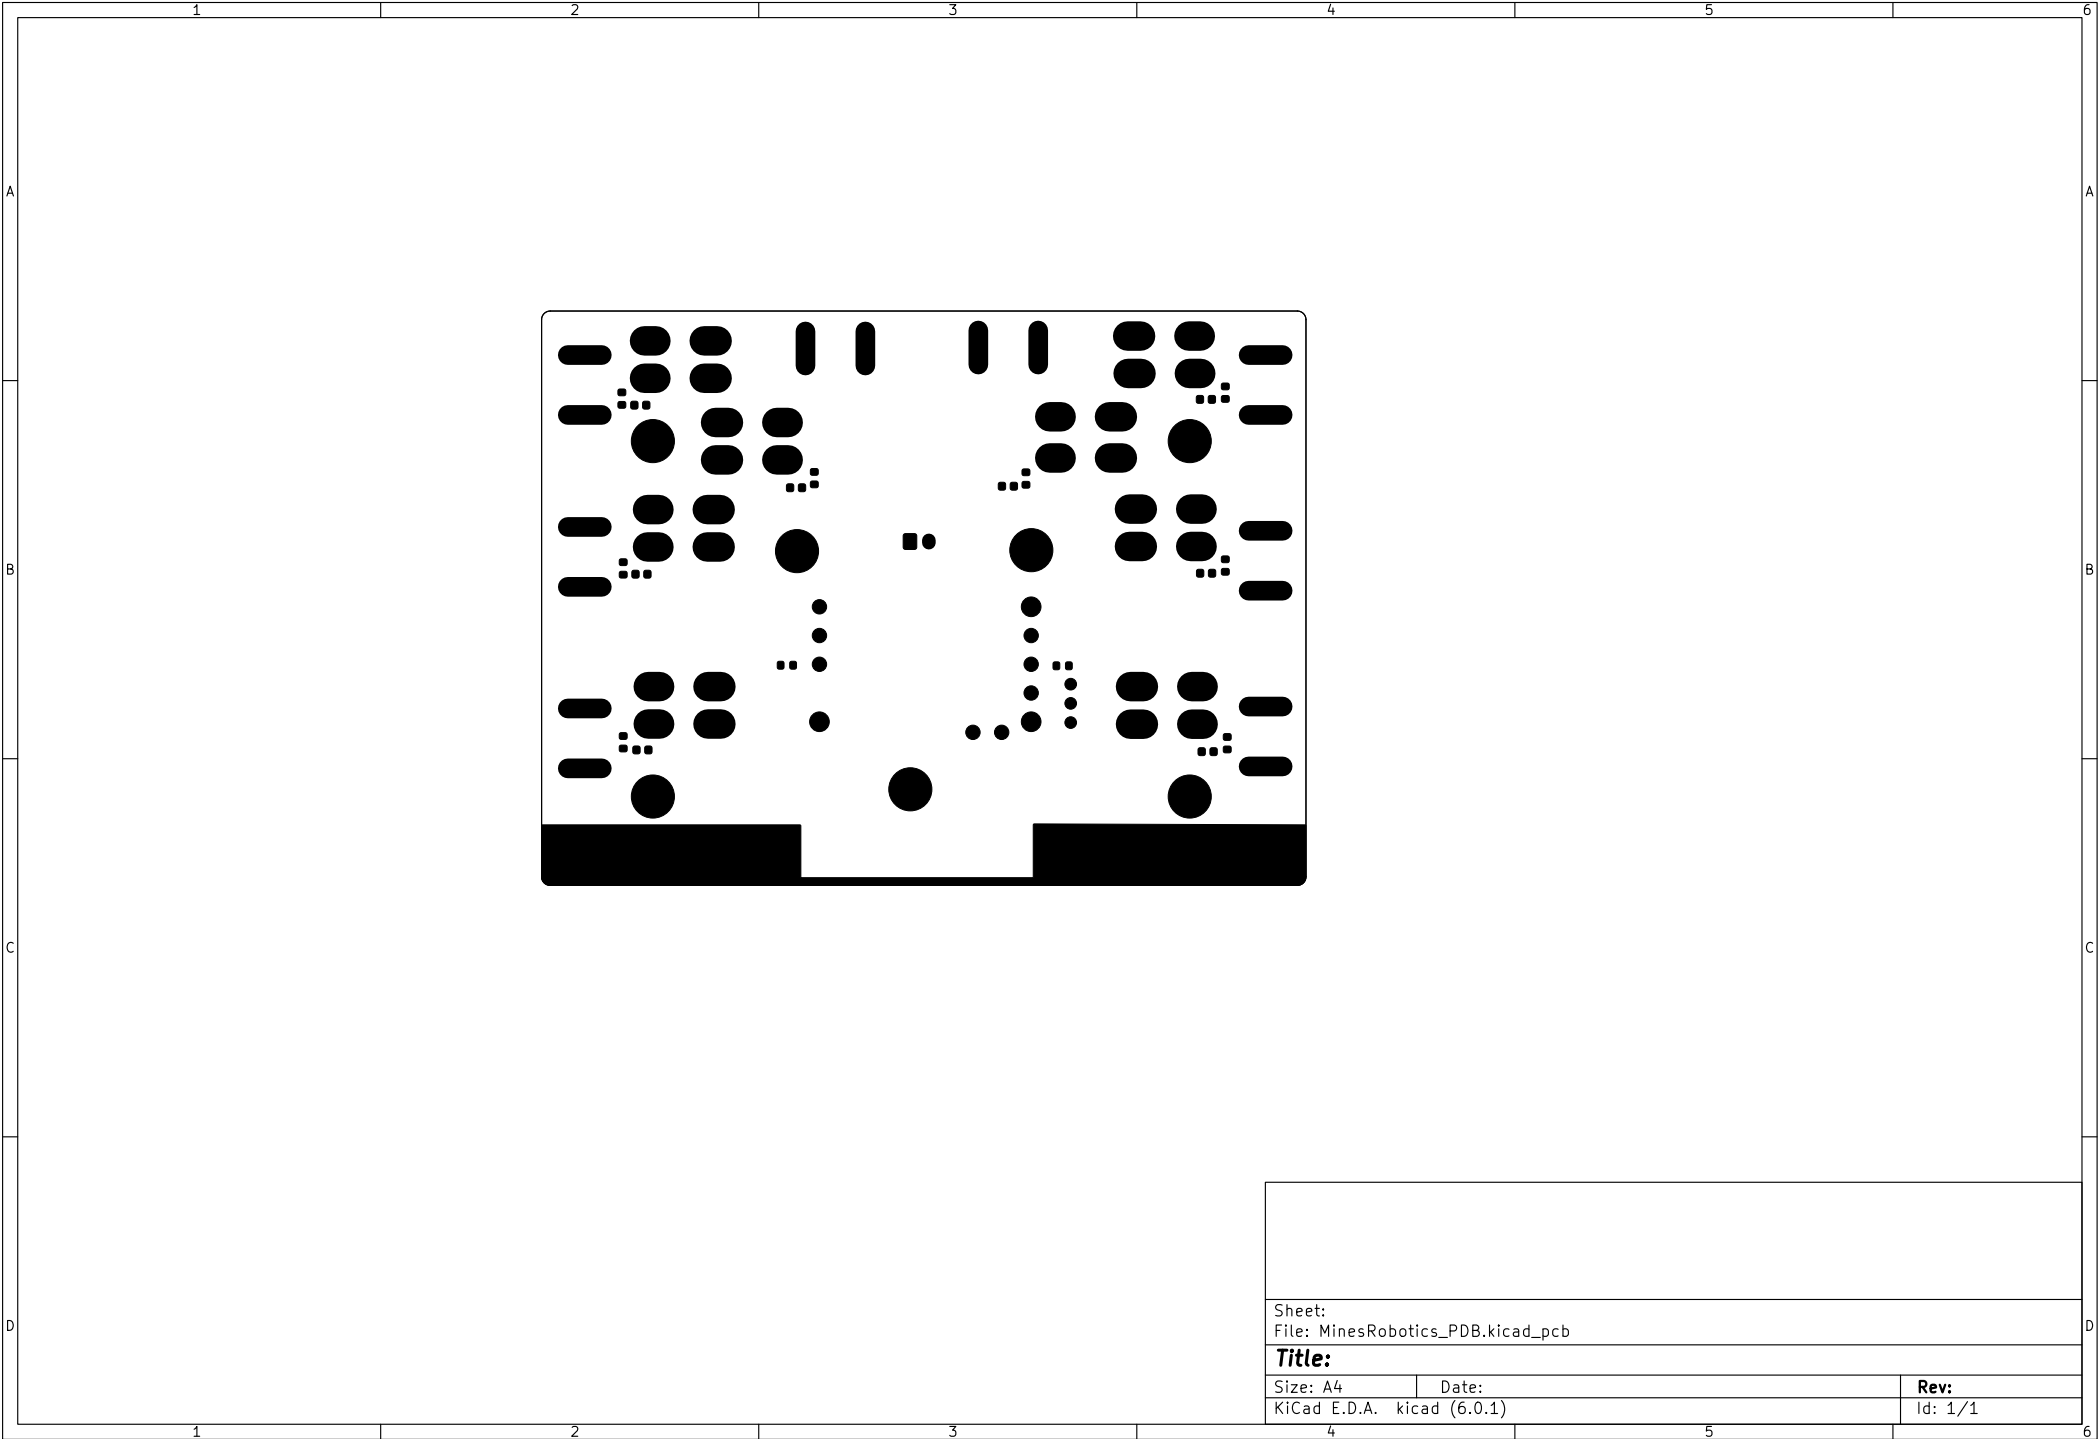 1 2 3 4 5 6
A A
B B
C C
D D
Sheet:
File: MinesRobotics_PDB.kicad_pcb
Title:
Size: A4 Date: Rev:
KiCad E.D.A. kicad (6.0.1) Id: 1/1
1 2 3 4 5 6